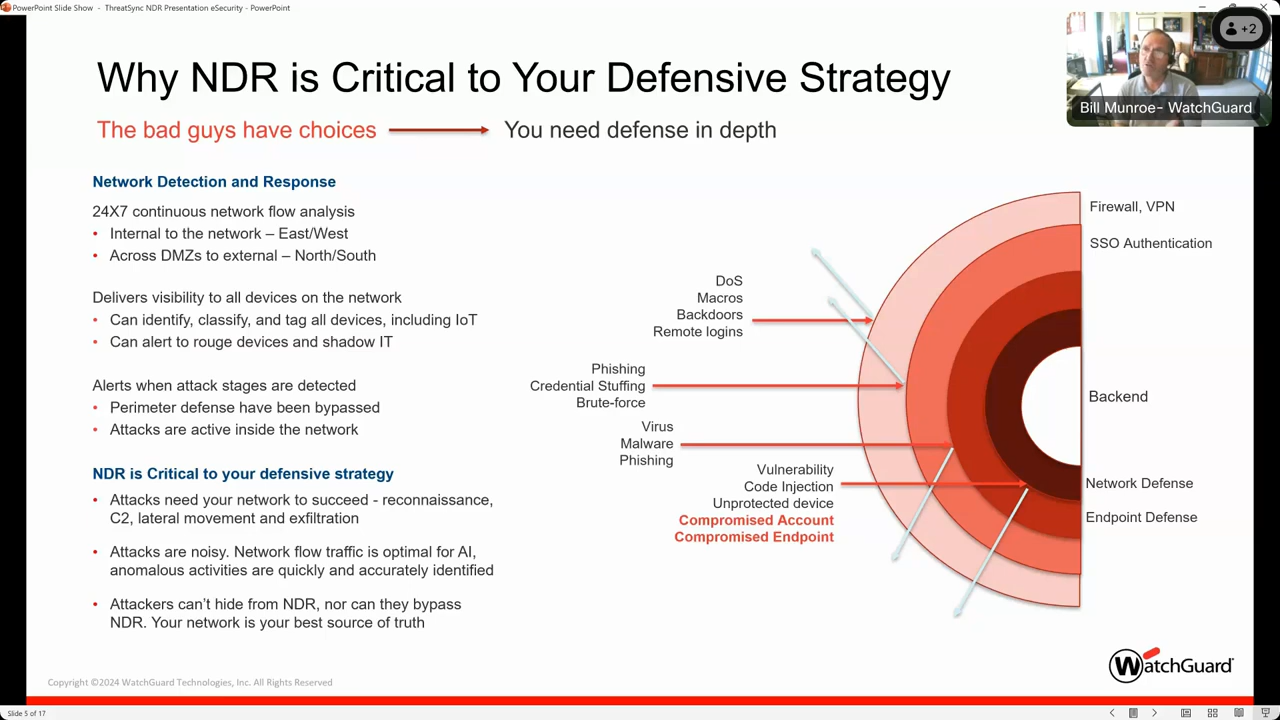 PowerPoint Slide Show - ThreatSync NDR Presentation eSecurity - PowerPoint
+2
Bill Munroe- WatchGuard
Why NDR is Critical to Your Defensive Strategy
The bad guys have choices
You need defense in depth
Network Detection and Response
24X7 continuous network flow analysis
• Internal to the network – East/West
• Across DMZs to external – North/South
Delivers visibility to all devices on the network
• Can identify, classify, and tag all devices, including IoT
• Can alert to rouge devices and shadow IT
Alerts when attack stages are detected
• Perimeter defense have been bypassed
• Attacks are active inside the network
NDR is Critical to your defensive strategy
• Attacks need your network to succeed - reconnaissance,
C2, lateral movement and exfiltration
• Attacks are noisy. Network flow traffic is optimal for AI,
anomalous activities are quickly and accurately identified
• Attackers can’t hide from NDR, nor can they bypass
NDR. Your network is your best source of truth
DoS
Macros
Backdoors
Remote logins
Phishing
Credential Stuffing
Brute-force
Virus
Malware
Phishing
Vulnerability
Code Injection
Unprotected device
Compromised Account
Compromised Endpoint
Firewall, VPN
SSO Authentication
Backend
Network Defense
Endpoint Defense
WatchGuard
Copyright ©2024 WatchGuard Technologies, Inc. All Rights Reserved
Slide 5 of 17